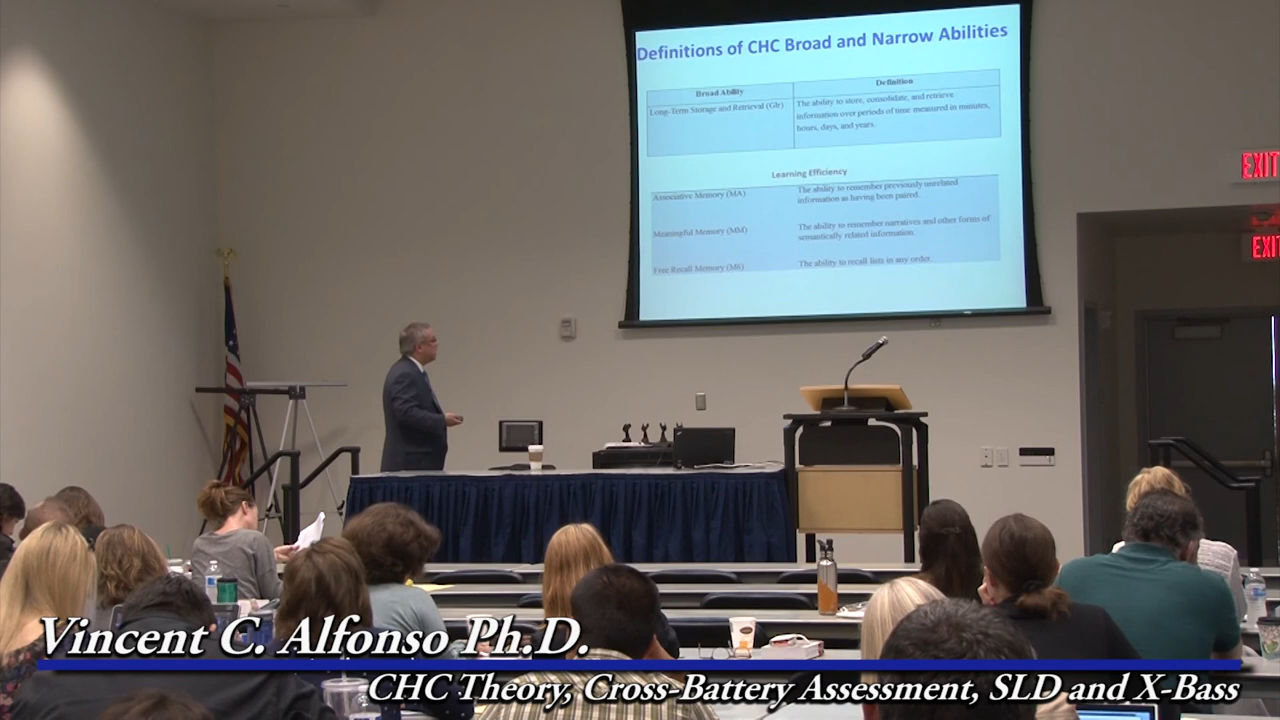 Definitions of CHC Broad and Narrow Abilities
Broad Ability
Definition
Long-Term Storage and Retrieval (Glr)
The ability to store, consolidate, and retrieve
information over periods of time measured in minutes,
hours, days, and years.
Learning Efficiency
Associative Memory (MA)
The ability to remember previously unrelated
information as having been paired.
Meaningful Memory (MM)
The ability to remember narratives and other forms of
semantically related information.
Free Recall Memory (M6)
The ability to recall lists in any order.
EXIT
EXIT
Vincent C. Alfonso Ph.D.
CHC Theory, Cross-Battery Assessment, SLD and X-Bass